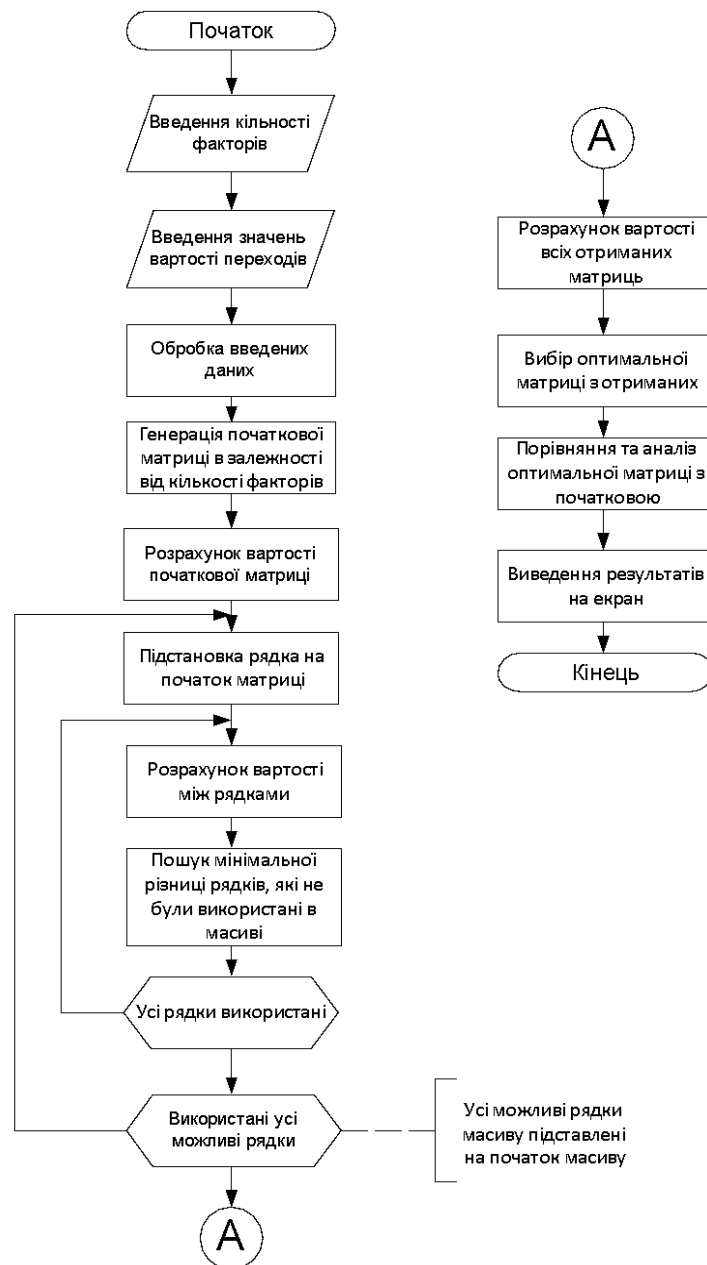 Початок
Введення кількості
факторів
Введення значень
вартості переходів
Обробка введених
даних
Генерація початкової
матриці в залежності
від кількості факторів
Розрахунок вартості
початкової матриці
Підстановка рядка на
початок матриці
Розрахунок вартості
між рядками
Пошук мінімальної
різниці рядків, які не
були використані в
масиві
Усі рядки використані
Використані усі
можливі рядки
Усі можливі рядки
масиву підставлені
на початок масиву
А
А
Розрахунок вартості
всіх отриманих
матриць
Вибір оптимальної
матриці з отриманих
Порівняння та аналіз
оптимальної матриці з
початковою
Виведення результатів
на екран
Кінець